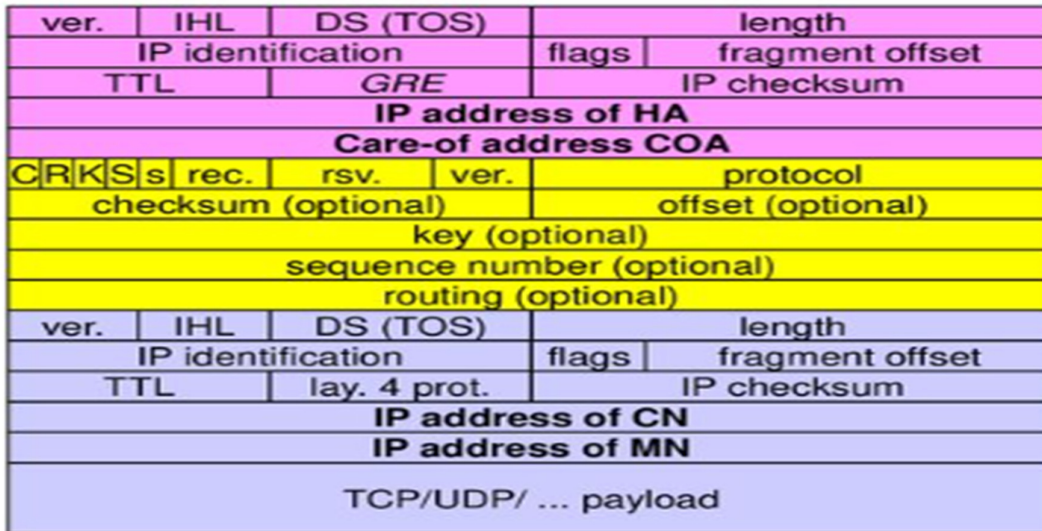 ver. IHL DS (TOS) length
IP identification flags fragment offset
TTL GRE IP checksum
IP address of HA
Care-of address COA
C R K S s rec. rsv. ver. protocol
checksum (optional) offset (optional)
key (optional)
sequence number (optional)
routing (optional)
ver. IHL DS (TOS) length
IP identification flags fragment offset
TTL lay. 4 prot. IP checksum
IP address of CN
IP address of MN
TCP/UDP/ ... payload